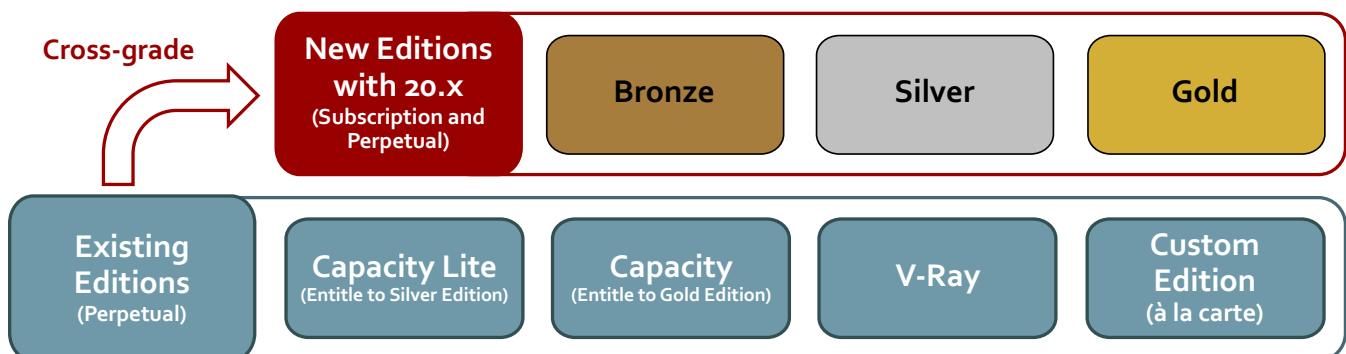 Cross-grade
New Editions
with 20.x
(Subscription and
Perpetual)
Bronze
Silver
Gold
Existing
Editions
(Perpetual)
Capacity Lite
(Entitle to Silver Edition)
Capacity
(Entitle to Gold Edition)
V-Ray
Custom
Edition
(à la carte)